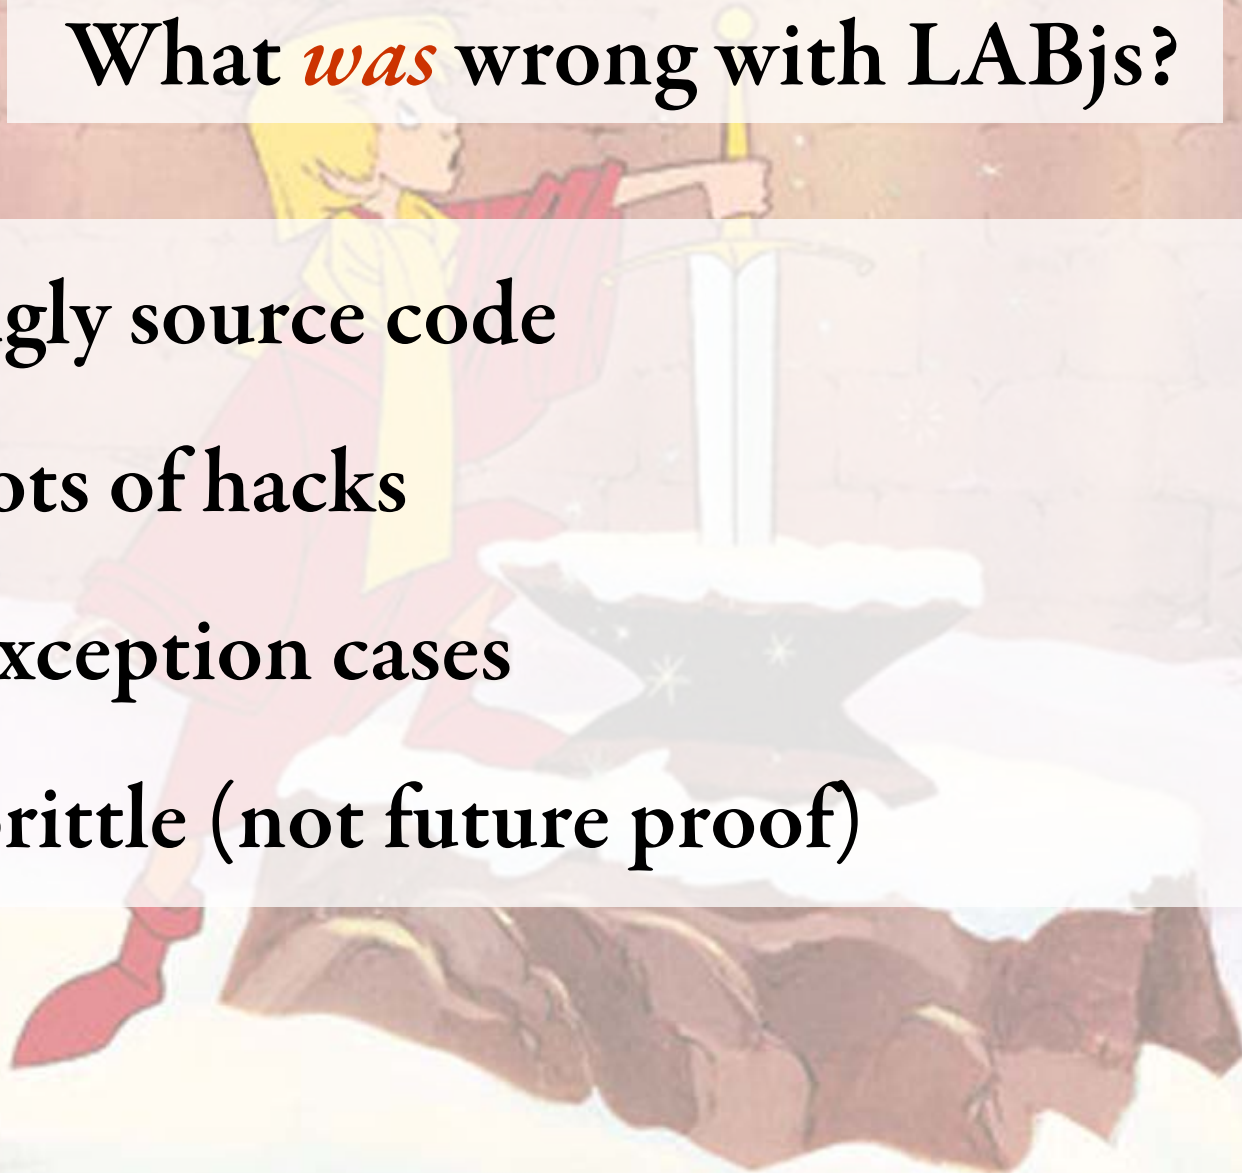 What was wrong with LABjs?
gly source code
ots of hacks
xception cases
rittle (not future proof)